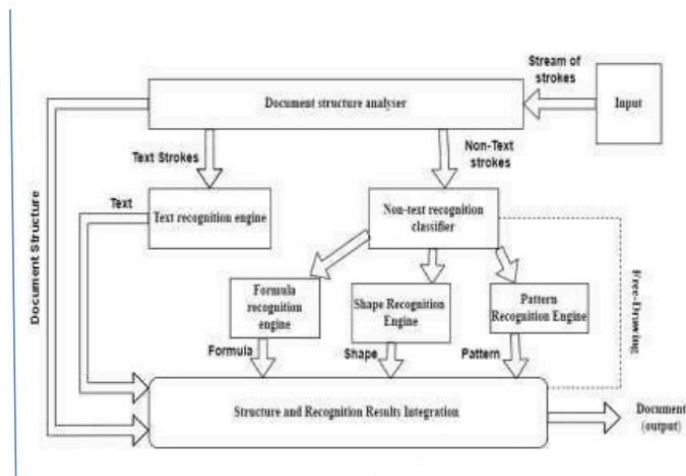 Stream of
strokes
Document structure analyser
Input
Text Strokes
Non-Text
strokes
Text
Text recognition engine
Non-text recognition
classifier
Document Structure
Free-Drawing
Formula
recognition
engine
Shape Recognition
Engine
Pattern
Recognition Engine
Formula
Shape
Pattern
Structure and Recognition Results Integration
Document
(output)